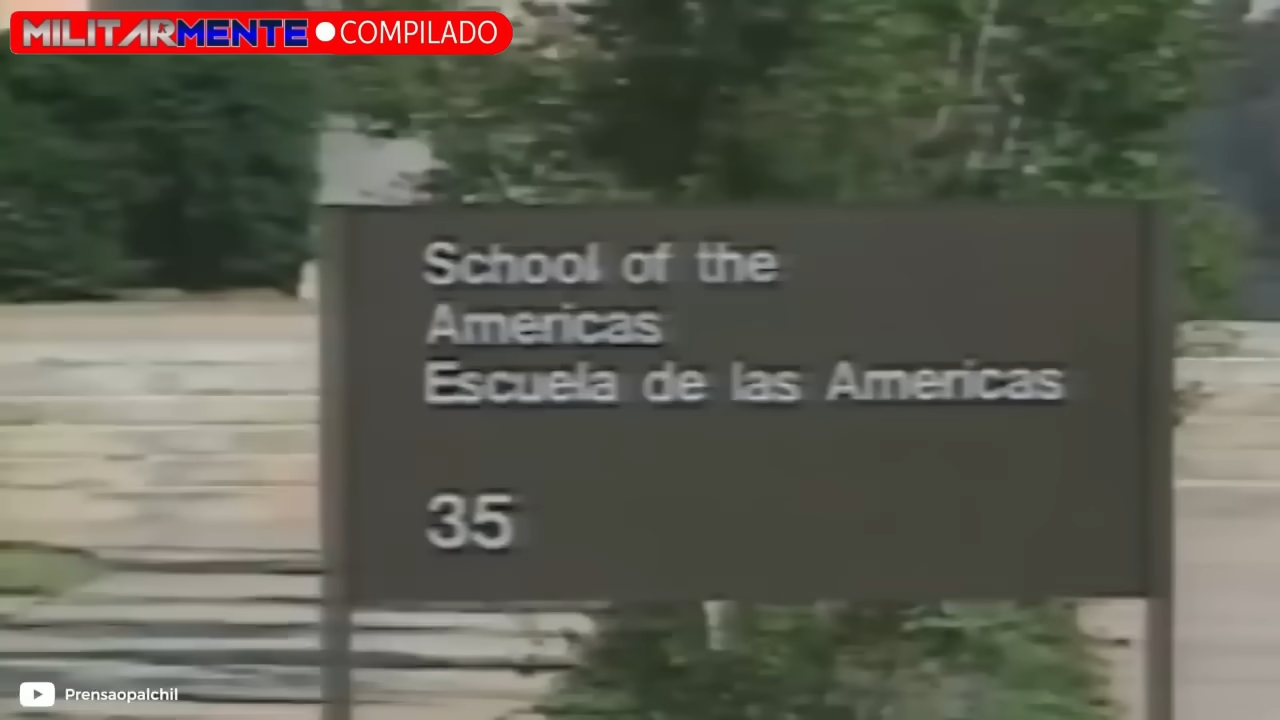 MILITARMENTE COMPILADO
School of the
Americas
Escuela de las Americas
35
Prensaopalchil